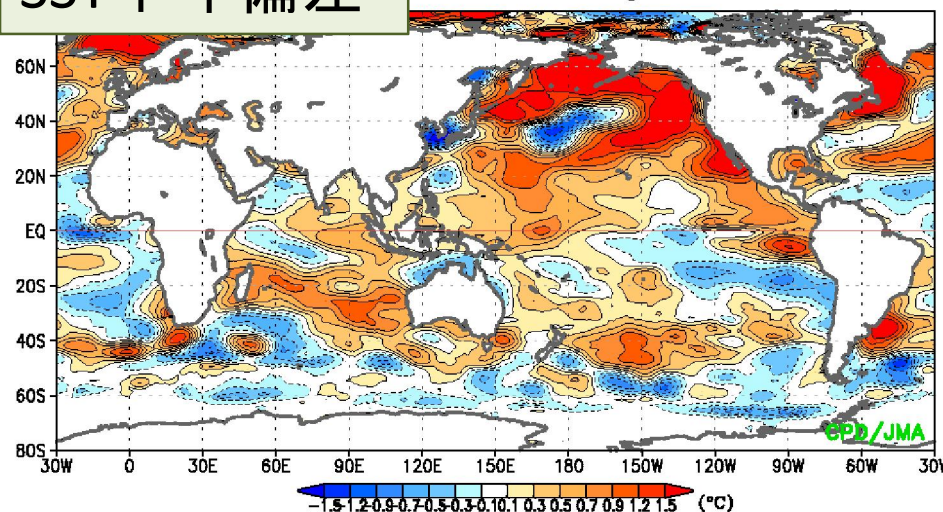 偏差
60N
40N
20N
EQ
20S
40S
60S
80S
CPD/JMA
30W 0 30E 60E 90E 120E 150E 180 150W 120W 90W 60W 30W
-1.5-1.2-0.9-0.7-0.5-0.3-0.10.1 0.3 0.5 0.7 0.9 1.2 1.5 (°C)